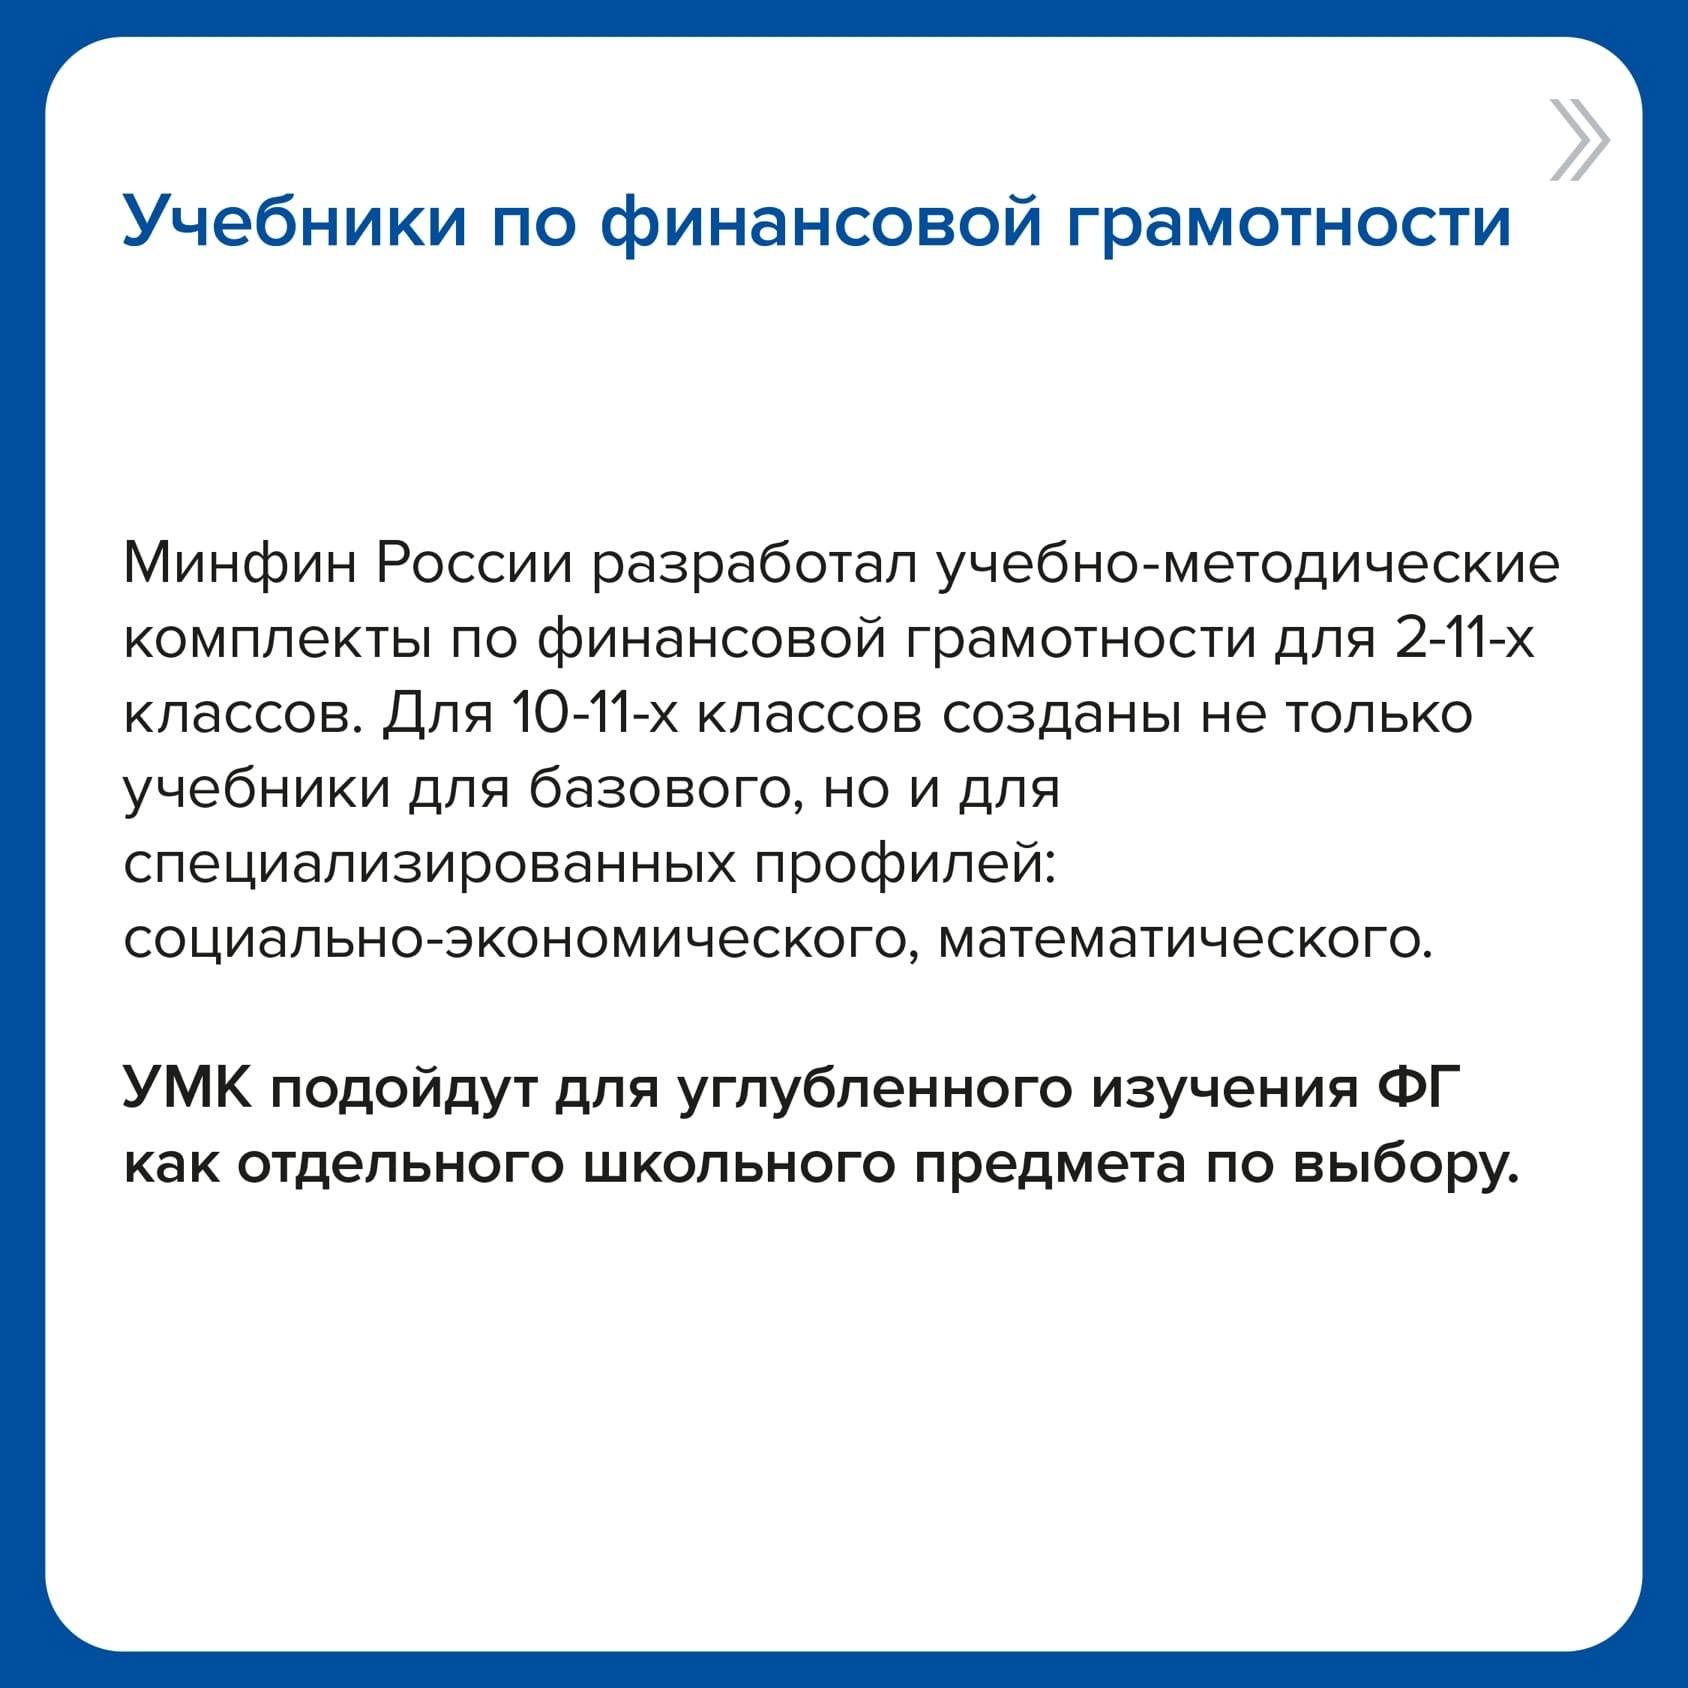 Учебники по финансовой грамотности
Минфин России разработал учебно-методические
комплекты по финансовой грамотности для 2-11-х
классов. Для 10-11-х классов созданы не только
учебники для базового, но и для
специализированных профилей:
социально-экономического, математического.
УМК подойдут для углубленного изучения ФГ
как отдельного школьного предмета по выбору.